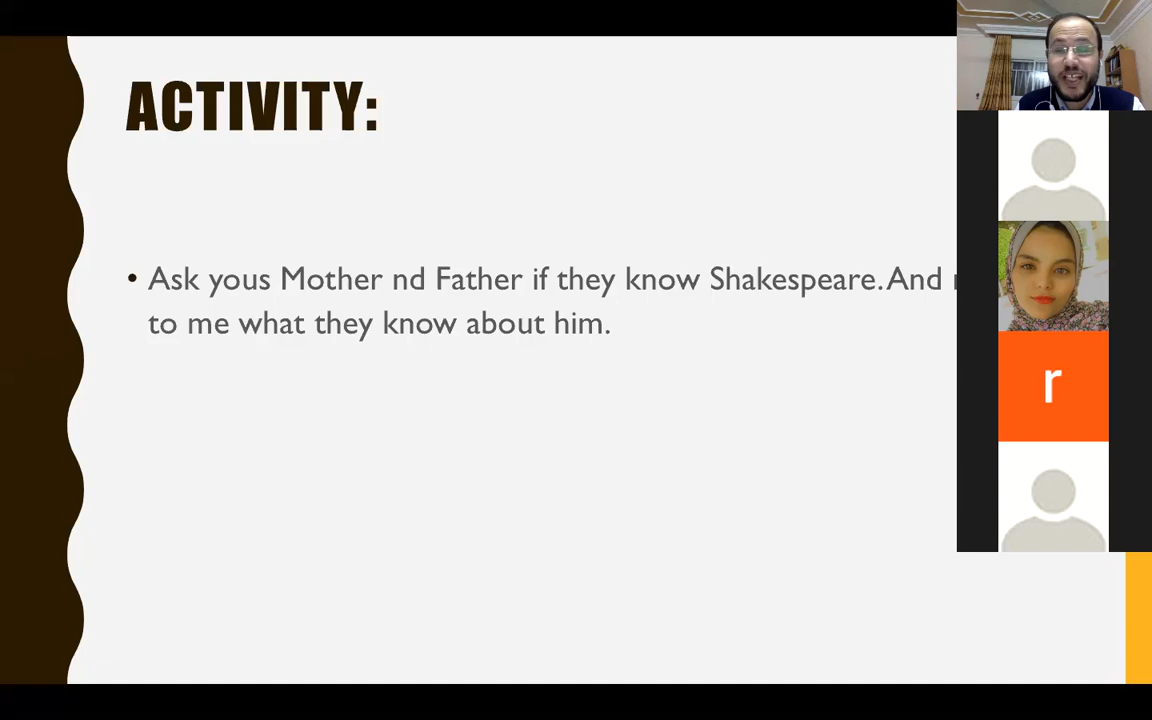 ACTIVITY:
• Ask yous Mother nd Father if they know Shakespeare. And
to me what they know about him.
r